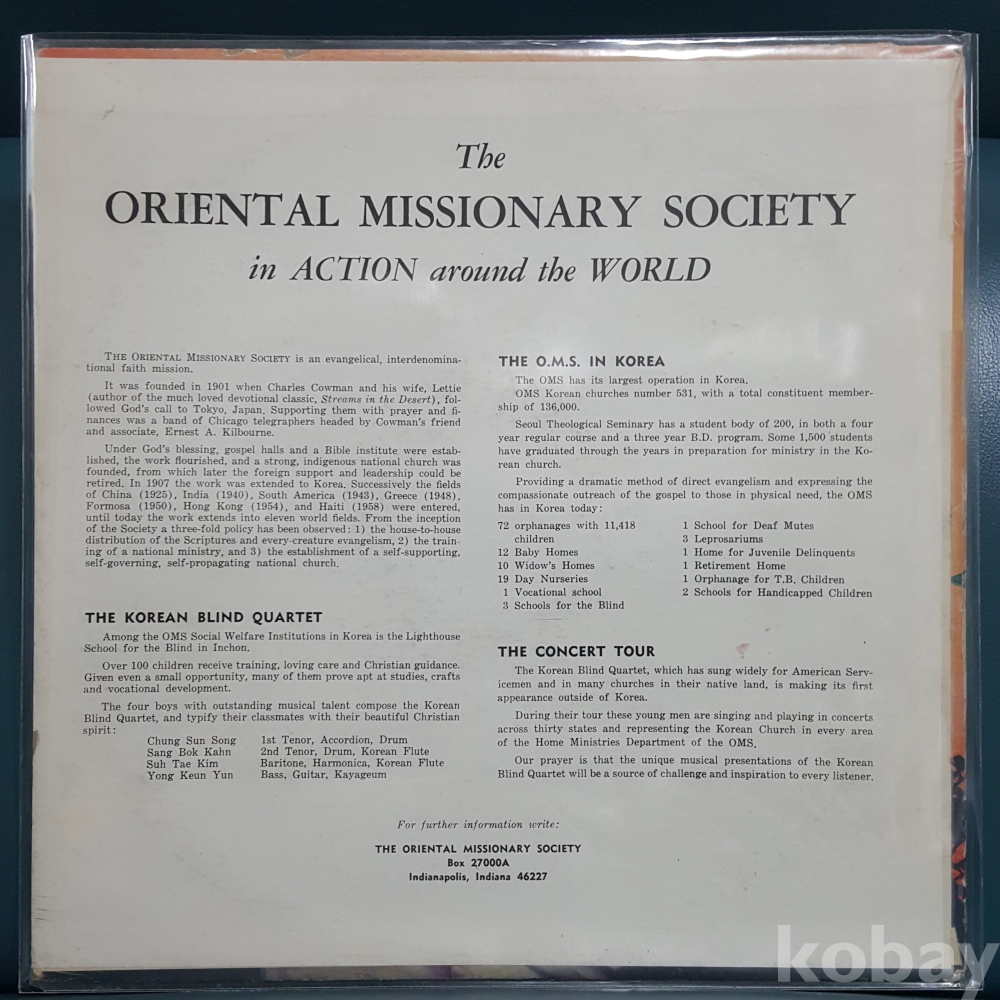 The
ORIENTAL MISSIONARY SOCIETY
in ACTION around the WORLD
THE ORIENTAL MISSIONARY SOCIETY is an evangelical, interdenomina-
tional faith mission.
It was founded in 1901 when Charles Cowman and his wife, Lettie
(author of the much loved devotional classic, Streams in the Desert), fol-
lowed God's call to Tokyo, Japan. Supporting them with prayer and fi-
nances was a band of Chicago telegraphers headed by Cowman's friend
and associate, Ernest A. Kilbourne.
Under God's blessing, gospel halls and a Bible institute were estab-
lished, the work flourished, and a strong, indigenous national church was
founded, from which later the foreign support and leadership could be
retired. In 1907 the work was extended to Korea. Successively the fields
of China (1925), India (1940), South America (1943), Greece (1948),
Formosa (1950), Hong Kong (1954), and Haiti (1958) were entered,
until today the work extends into eleven world fields. From the inception
of the Society a three-fold policy has been observed: 1) the house-to-house
distribution of the Scriptures and every-creature evangelism, 2) the train-
ing of a national ministry, and 3) the establishment of a self-supporting,
self-governing, self-propagating national church.
THE KOREAN BLIND QUARTET
Among the OMS Social Welfare Institutions in Korea is the Lighthouse
School for the Blind in Inchon.
Over 100 children receive training, loving care and Christian guidance.
Given even a small opportunity, many of them prove apt at studies, crafts
and vocational development.
The four boys with outstanding musical talent compose the Korean
Blind Quartet, and typify their classmates with their beautiful Christian
spirit:
Chung Sun Song 1st Tenor, Accordion, Drum
Sang Bok Kahn 2nd Tenor, Drum, Korean Flute
Suh Tae Kim Baritone, Harmonica, Korean Flute
Yong Keun Yun Bass, Guitar, Kayageum
THE O.M.S. IN KOREA
The OMS has its largest operation in Korea.
OMS Korean churches number 531, with a total constituent member-
ship of 136,000.
Seoul Theological Seminary has a student body of 200, in both a four
year regular course and a three year B.D. program. Some 1,500 students
have graduated through the years in preparation for ministry in the Ko-
rean church.
Providing a dramatic method of direct evangelism and expressing the
compassionate outreach of the gospel to those in physical need, the OMS
has in Korea today:
72 orphanages with 11,418
children
12 Baby Homes
10 Widow's Homes
19 Day Nurseries
1 Vocational school
3 Schools for the Blind
1 School for Deaf Mutes
3 Leprosariums
1 Home for Juvenile Delinquents
1 Retirement Home
1 Orphanage for T.B. Children
2 Schools for Handicapped Children
THE CONCERT TOUR
The Korean Blind Quartet, which has sung widely for American Serv-
icemen and in many churches in their native land, is making its first
appearance outside of Korea.
During their tour these young men are singing and playing in concerts
across thirty states and representing the Korean Church in every area
of the Home Ministries Department of the OMS.
Our prayer is that the unique musical presentations of the Korean
Blind Quartet will be a source of challenge and inspiration to every listener.
For further information write:
THE ORIENTAL MISSIONARY SOCIETY
Box 27000A
Indianapolis, Indiana 46227
kobay